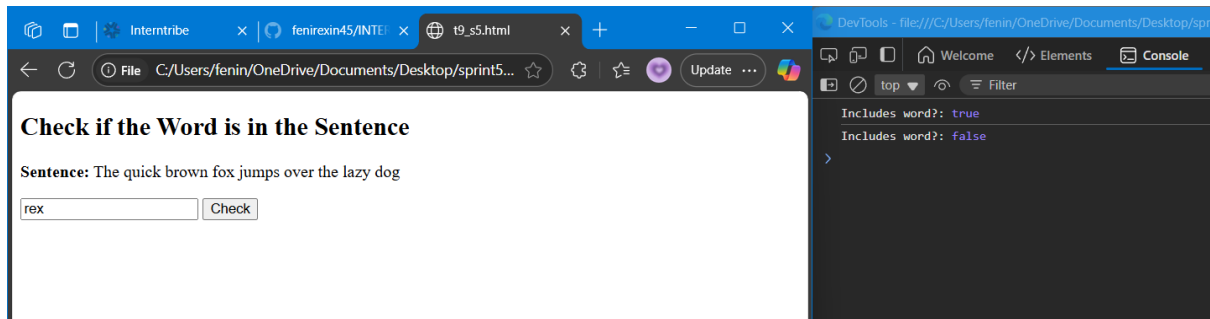 Interntribe
fenirexin45/INTER
t9_s5.html
DevTools - file:///C:/Users/fenin/OneDrive/Documents/Desktop/spr
File C:/Users/fenin/OneDrive/Documents/Desktop/sprint5...
Update
Welcome
Elements
Console
top
Filter
Check if the Word is in the Sentence
Sentence: The quick brown fox jumps over the lazy dog
rex
Check
Includes word?: true
Includes word?: false